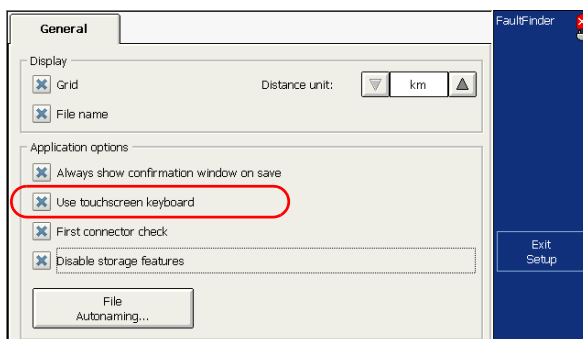 General
FaultFinder
Display
Grid
Distance unit:
km
File name
Application options
Always show confirmation window on save
Use touchscreen keyboard
First connector check
Disable storage features
Exit
Setup
File
Autonaming...